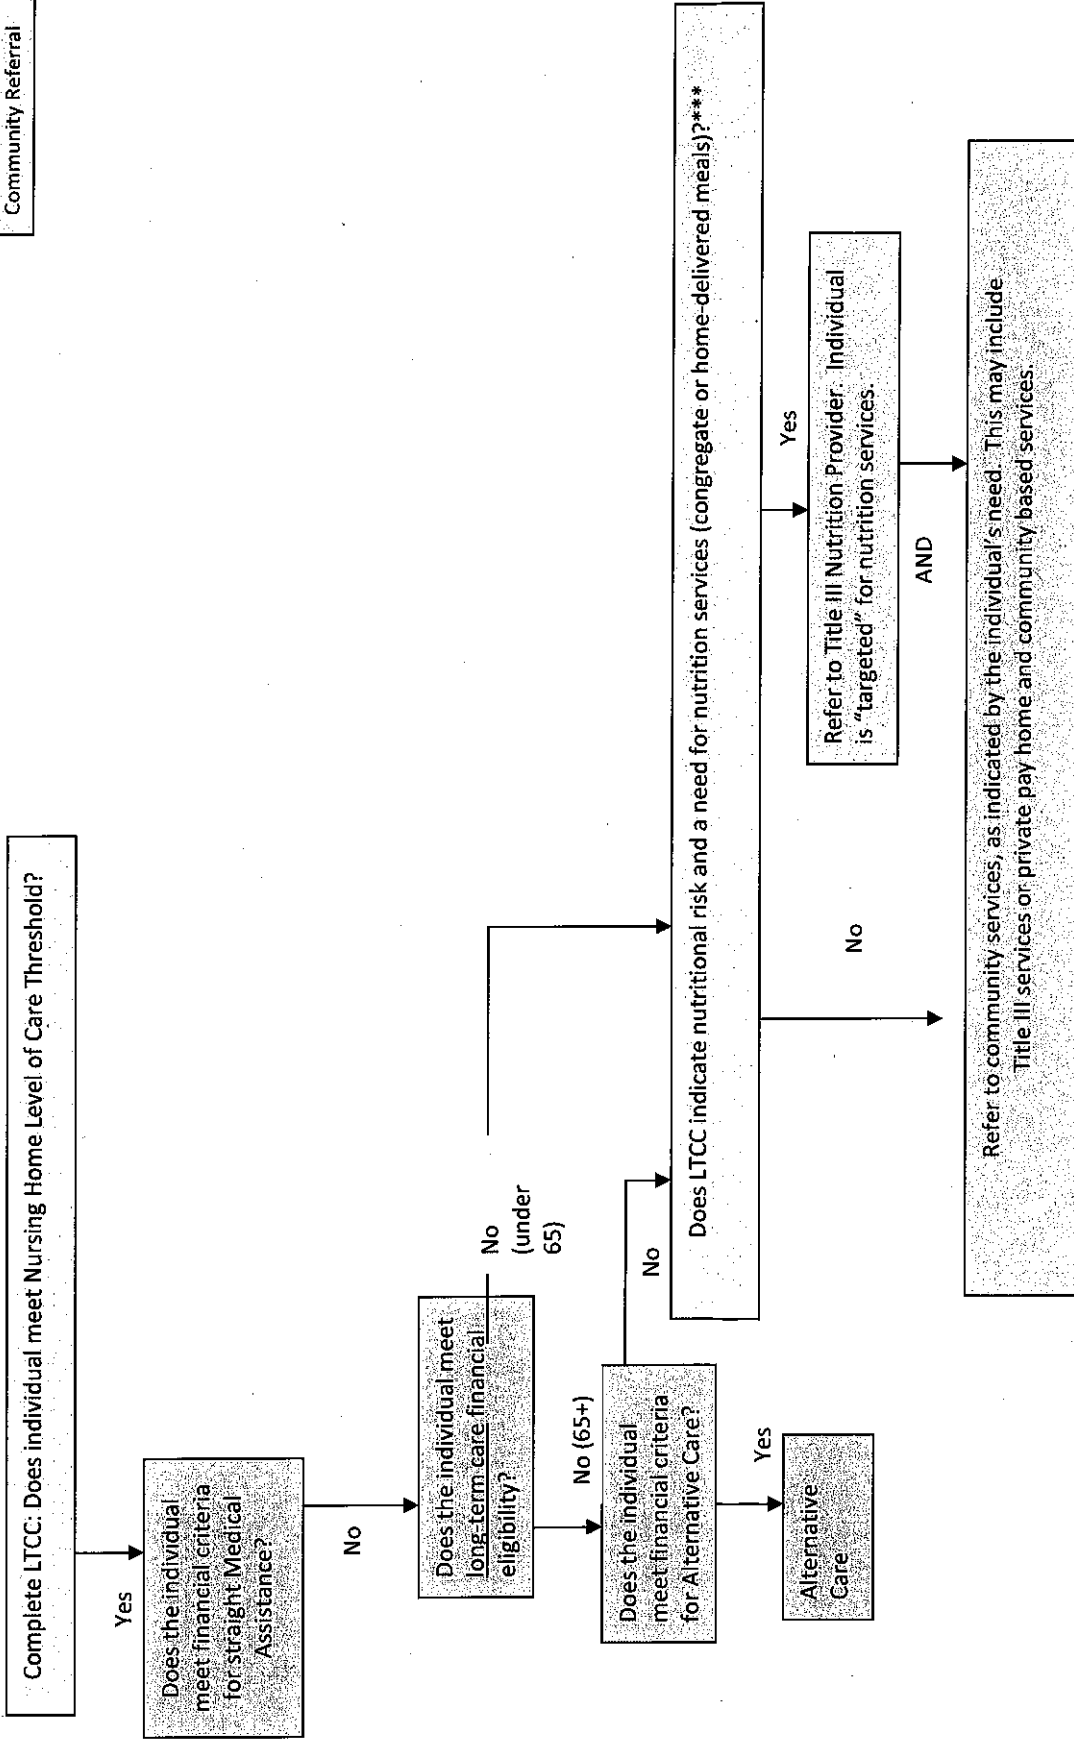 Community Referral
Complete LTCC: Does individual meet Nursing Home Level of Care Threshold?
Yes
Does the individual
meet financial criteria
for straight Medical
Assistance?
No
Does the individual meet
long-term care financial
eligibility?
No
(under
65)
No (65+)
Does the individual
meet financial criteria
for Alternative Care?
No
Yes
Alternative
Care
Does LTCC indicate nutritional risk and a need for nutrition services (congregate or home-delivered meals)?***
Yes
Refer to Title III Nutrition Provider. Individual
is “targeted” for nutrition services.
AND
No
Refer to community services, as indicated by the individual's need. This may include
Title III services or private pay home and community based services.